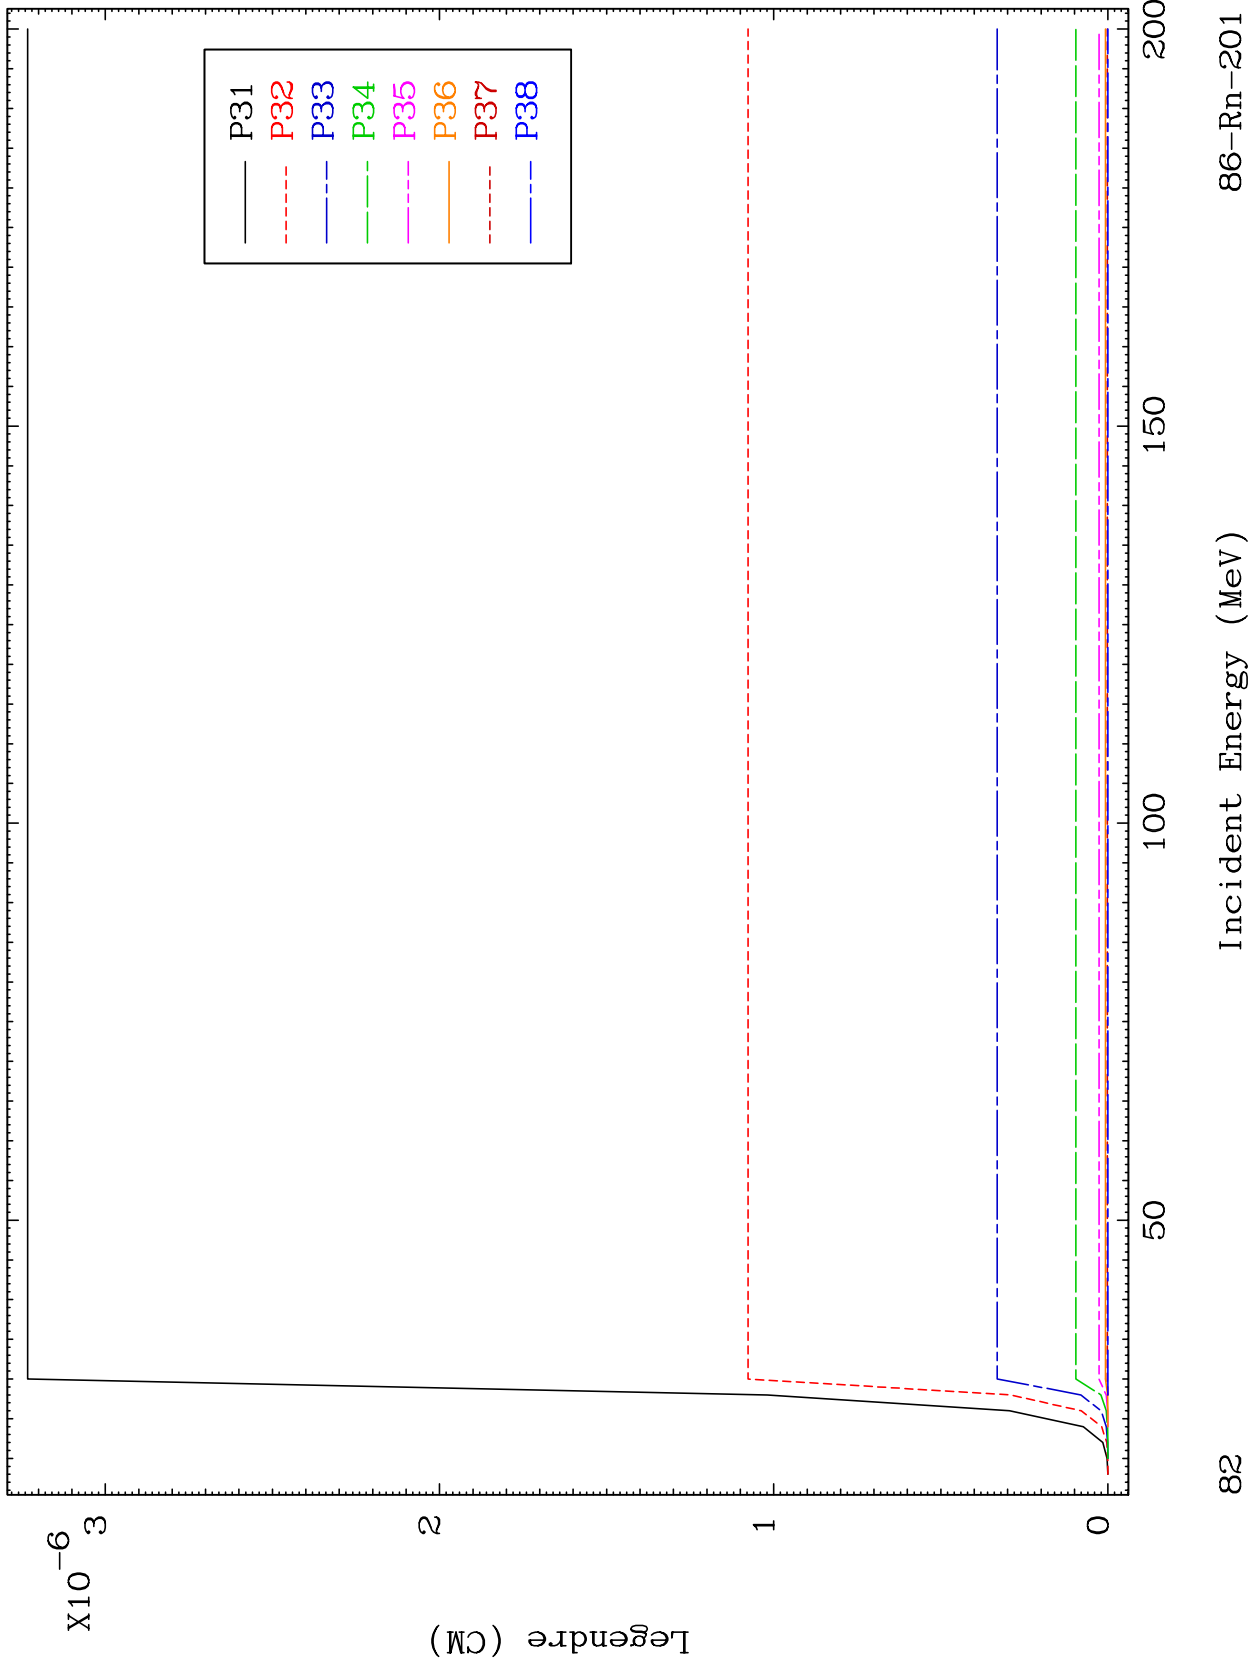 X10-6
3
2
1
0
Legendre (CM)
P31
P32
P33
P34
P35
P36
P37
P38
50
100
150
200
Incident Energy (MeV)
82
86-Rn-201